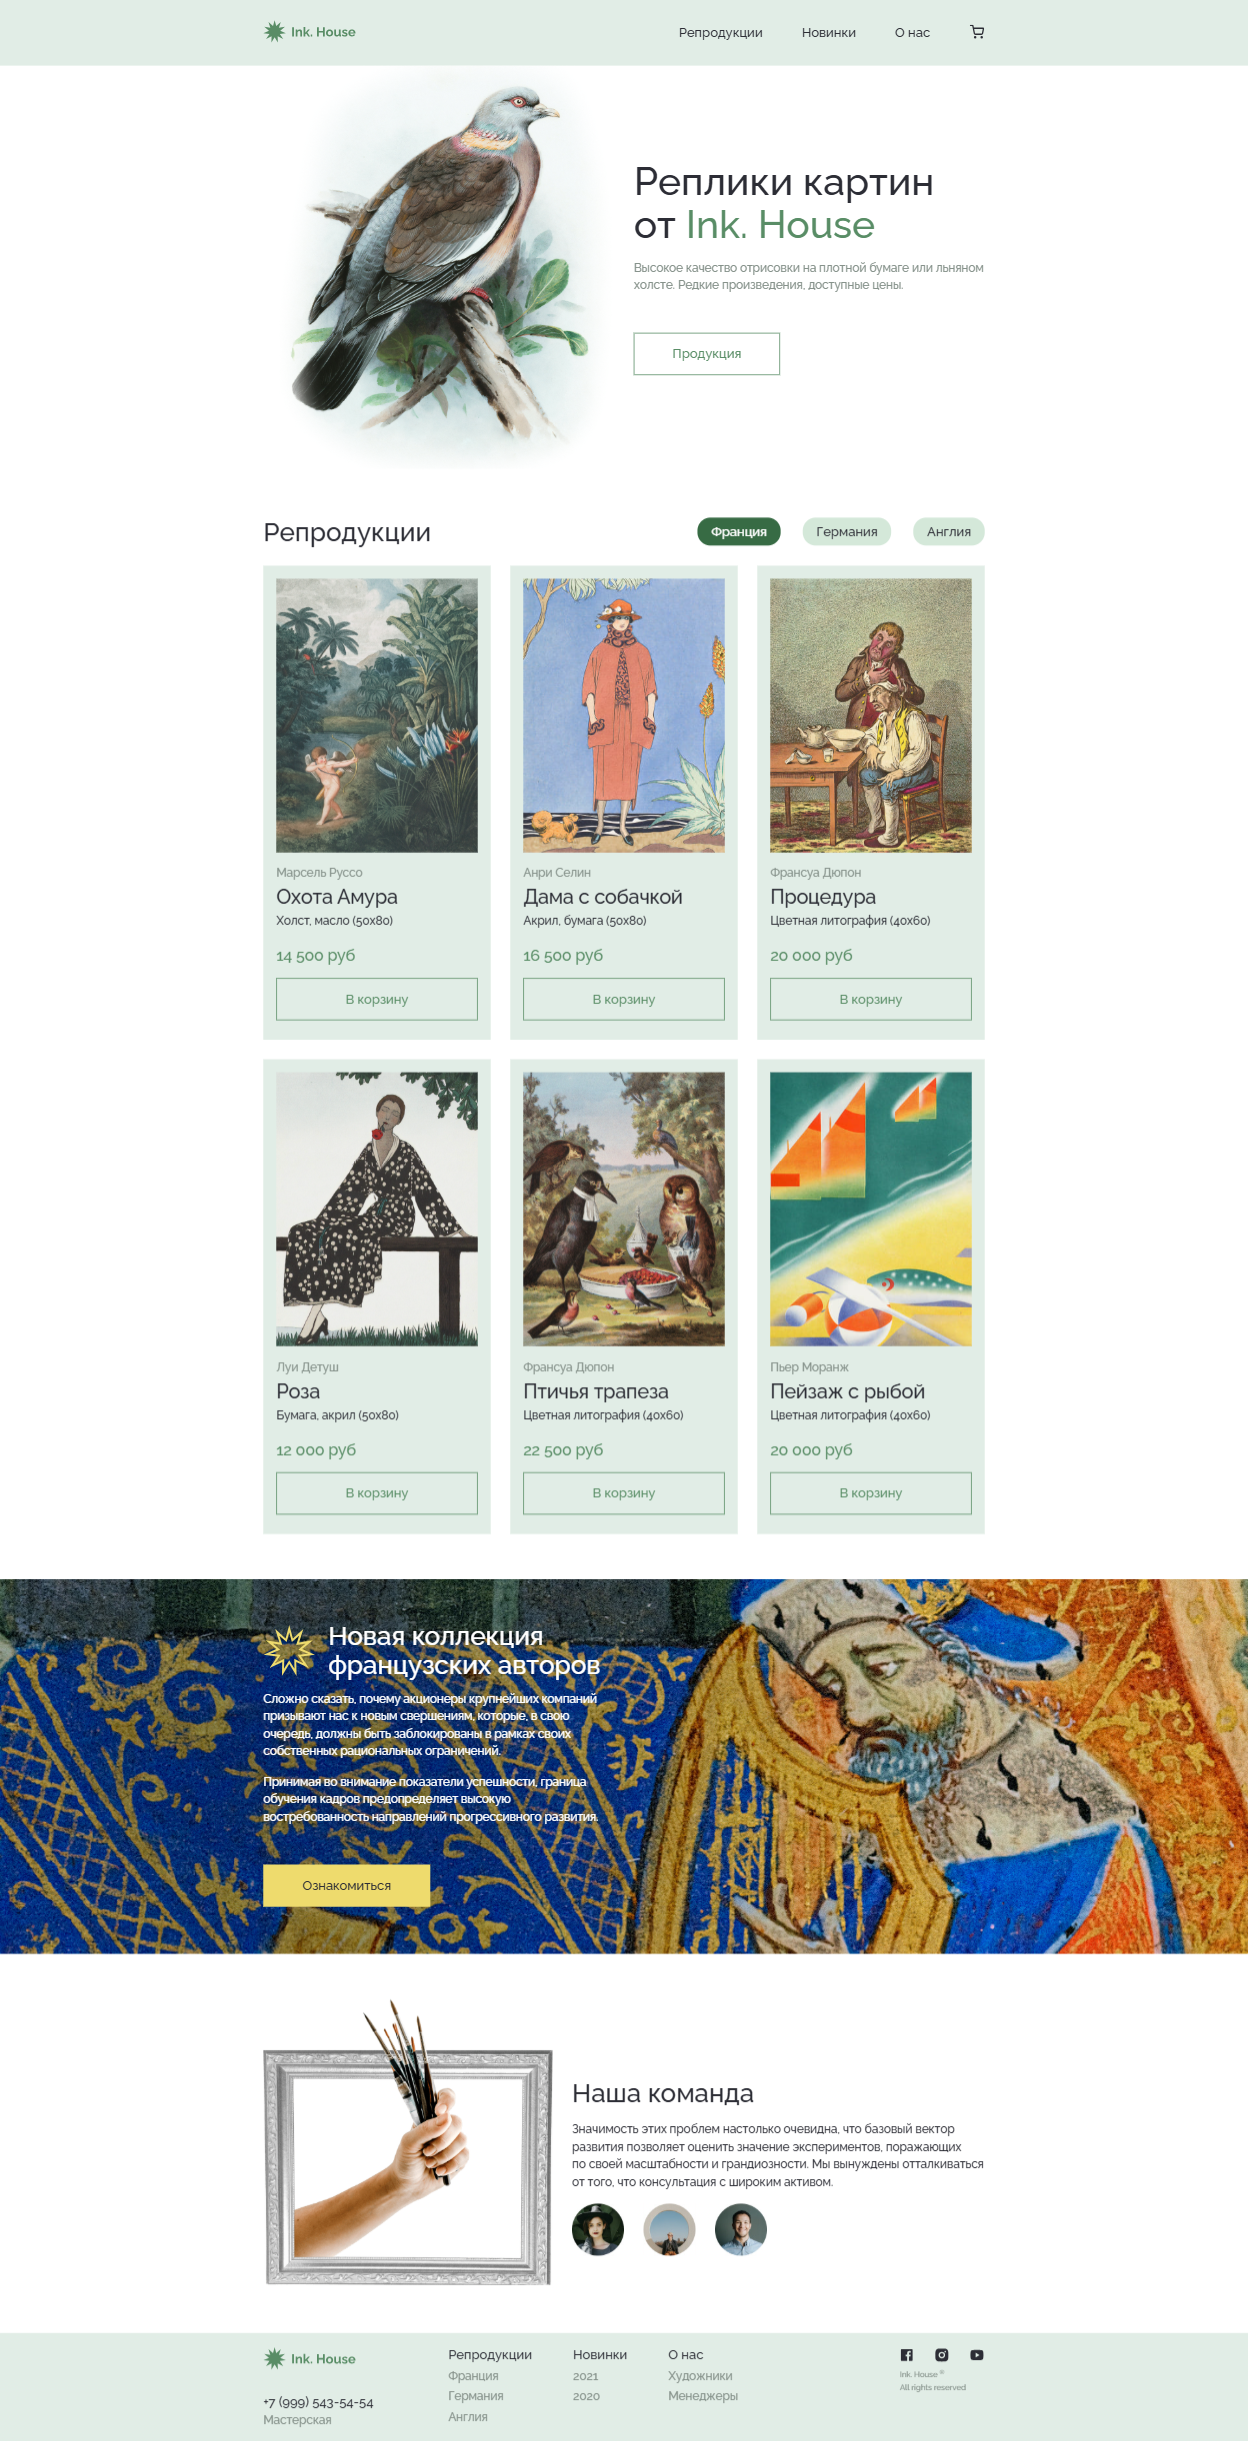 Ink. House
Репродукции
Новинки
О нас
Реплики картин
от Ink. House
Высокое качество отрисовки на плотной бумаге или льняном
холсте. Редкие произведения, доступные цены.
Продукция
Репродукции
Франция
Германия
Англия
Марсель Руссо
Охота Амура
Холст, масло (50х80)
14 500 руб
В корзину
Анри Селин
Дама с собачкой
Акрил, бумага (50х80)
16 500 руб
В корзину
Франсуа Дюпон
Процедура
Цветная литография (40х60)
20 000 руб
В корзину
Луи Детуш
Роза
Бумага, акрил (50х80)
12 000 руб
В корзину
Франсуа Дюпон
Птичья трапеза
Цветная литография (40х60)
22 500 руб
В корзину
Пьер Моранж
Пейзаж с рыбой
Цветная литография (40х60)
20 000 руб
В корзину
Новая коллекция
французских авторов
Сложно сказать, почему акционеры крупнейших компаний
призывают нас к новым свершениям, которые, в свою
очередь, должны быть заблокированы в рамках своих
собственных рациональных ограничений.
Принимая во внимание показатели успешности, граница
обучения кадров предопределяет высокую
востребованность направлений прогрессивного развития.
Ознакомиться
Наша команда
Значимость этих проблем настолько очевидна, что базовый вектор
развития позволяет оценить значение экспериментов, поражающих
по своей масштабности и грандиозности. Мы вынуждены отталкиваться
от того, что консультация с широким активом.
Ink. House
+7 (999) 543-54-54
Мастерская
Репродукции
Франция
Германия
Англия
Новинки
2021
2020
О нас
Художники
Менеджеры
Ink. House ®
All rights reserved